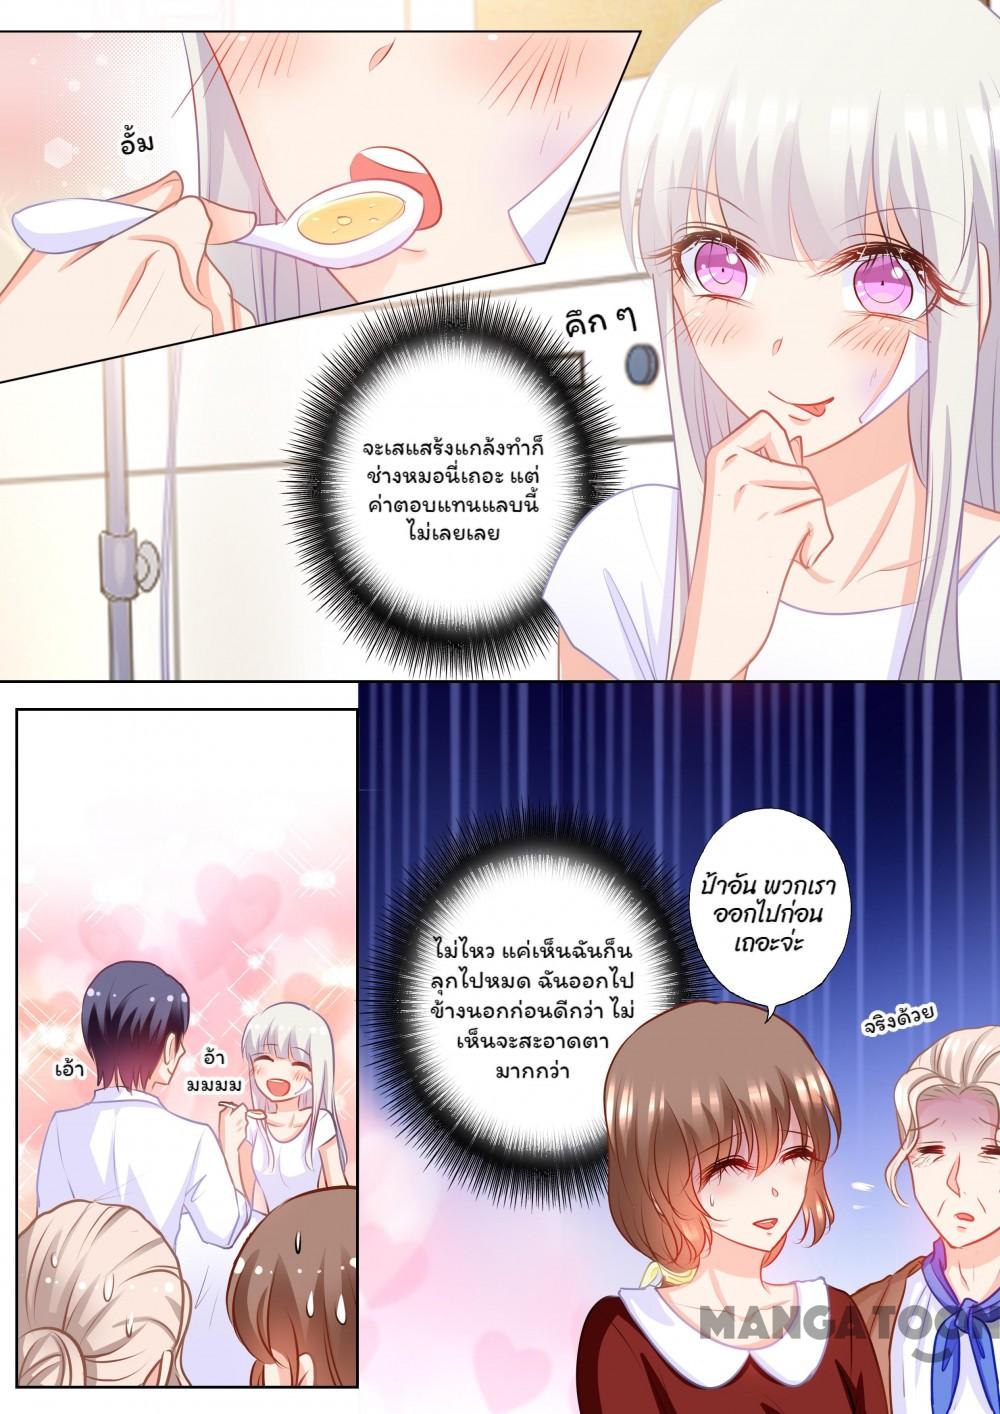 อั้ม
คึก ๆ
จะเสแสร้งแกล้งทำก็
ช่างหมอนี่เถอะ แต่
ค่าตอบแทนแลบนี้
ไม่เลยเลย
ป้าอัน พวกเรา
ออกไปก่อน
เถอะจ่ะ
ไม่ไหว แค่เห็นฉันก็น
ลุกไปหมด ฉันออกไป
ข้างนอกก่อนดีกว่า ไม่
เห็นจะสะอาดตา
มากกว่า
จริงด้วย
เอ้า
อ้า
มมมม
MANGATOON